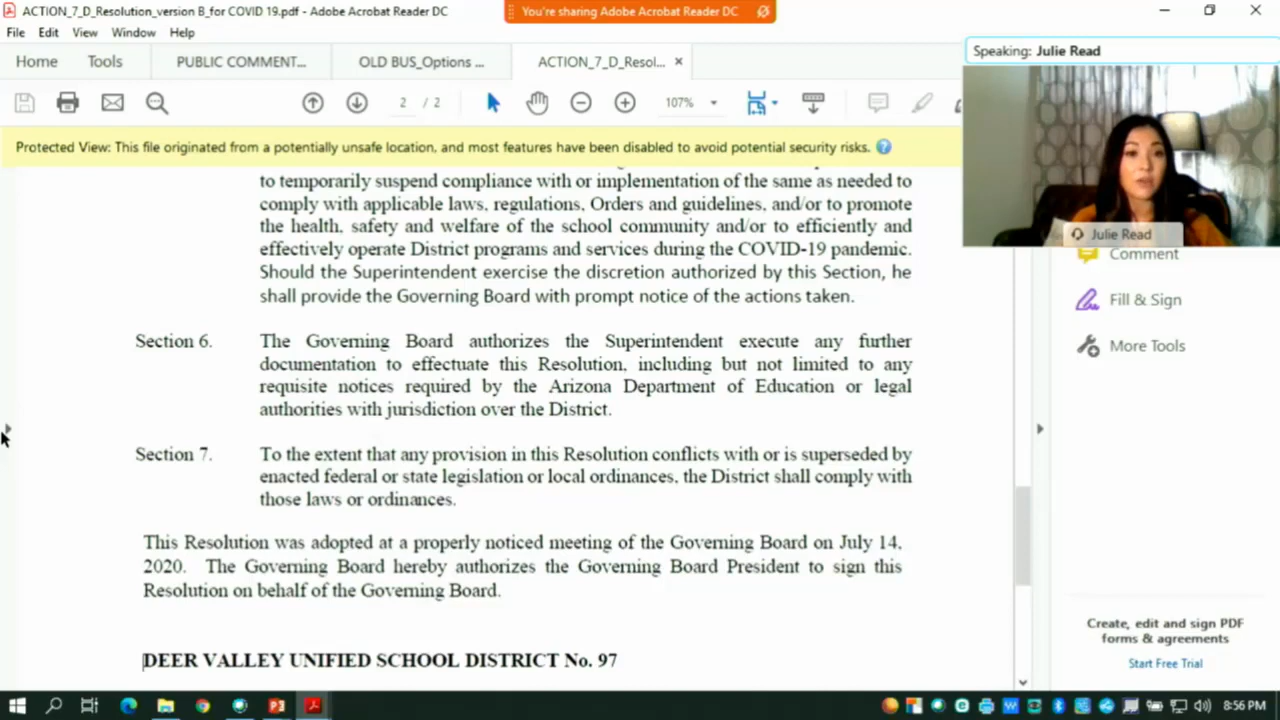 ACTION_7_D_Resolution_version B_for COVID 19.pdf - Adobe Acrobat Reader DC
You're sharing Adobe Acrobat Reader DC
File Edit View Window Help
Speaking: Julie Read
Home Tools PUBLIC COMMENT... OLD BUS_Options ... ACTION_7_D_Resol... ×
2 / 2 107%
Protected View: This file originated from a potentially unsafe location, and most features have been disabled to avoid potential security risks.
to temporarily suspend compliance with or implementation of the same as needed to
comply with applicable laws, regulations, Orders and guidelines, and/or to promote
the health, safety and welfare of the school community and/or to efficiently and
effectively operate District programs and services during the COVID-19 pandemic.
Should the Superintendent exercise the discretion authorized by this Section, he
shall provide the Governing Board with prompt notice of the actions taken.
Julie Read
Comment
Fill & Sign
More Tools
Section 6. The Governing Board authorizes the Superintendent execute any further
documentation to effectuate this Resolution, including but not limited to any
requisite notices required by the Arizona Department of Education or legal
authorities with jurisdiction over the District.
Section 7. To the extent that any provision in this Resolution conflicts with or is superseded by
enacted federal or state legislation or local ordinances, the District shall comply with
those laws or ordinances.
This Resolution was adopted at a properly noticed meeting of the Governing Board on July 14,
2020. The Governing Board hereby authorizes the Governing Board President to sign this
Resolution on behalf of the Governing Board.
DEER VALLEY UNIFIED SCHOOL DISTRICT No. 97
Create, edit and sign PDF
forms & agreements
Start Free Trial
8:56 PM